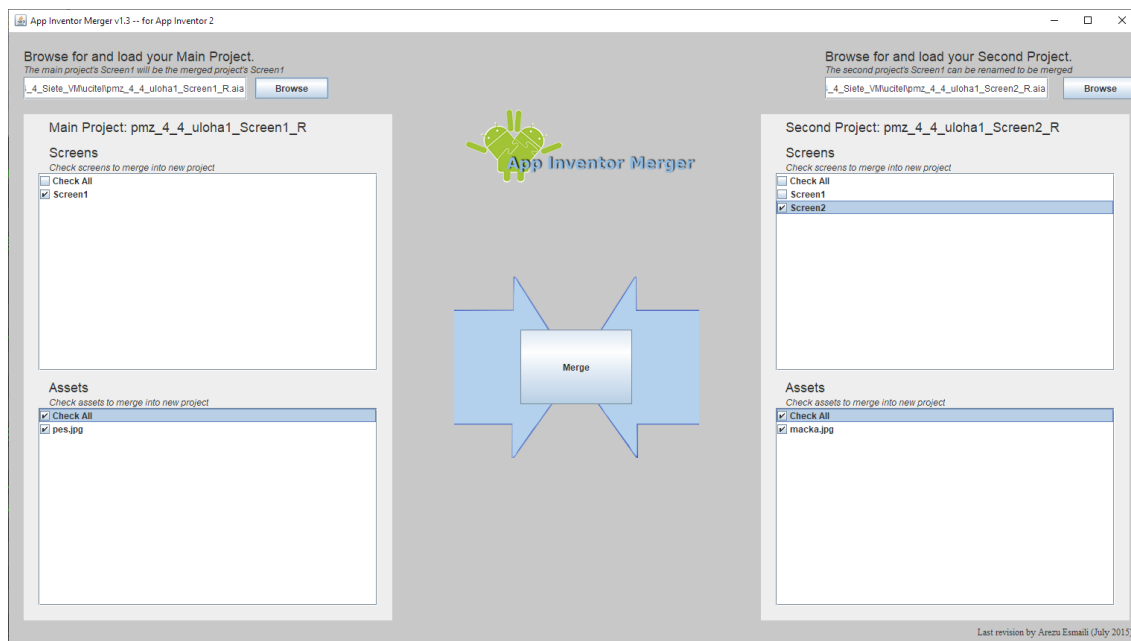 App Inventor Merger v1.3 -- for App Inventor 2
Browse for and load your Main Project.
The main project's Screen1 will be the merged project's Screen1
._4_Siete_VM\ucitel\pmz_4_4_uloha1_Screen1_R.aia
Browse
Browse for and load your Second Project.
The second project's Screen1 can be renamed to be merged
._4_Siete_VM\ucitel\pmz_4_4_uloha1_Screen2_R.aia
Browse
Main Project: pmz_4_4_uloha1_Screen1_R
Screens
Check screens to merge into new project
Check All
Screen1
Assets
Check assets to merge into new project
Check All
pes.jpg
App Inventor Merger
Merge
Second Project: pmz_4_4_uloha1_Screen2_R
Screens
Check screens to merge into new project
Check All
Screen1
Screen2
Assets
Check assets to merge into new project
Check All
macka.jpg
Last revision by Arezu Esmaili (July 2015)